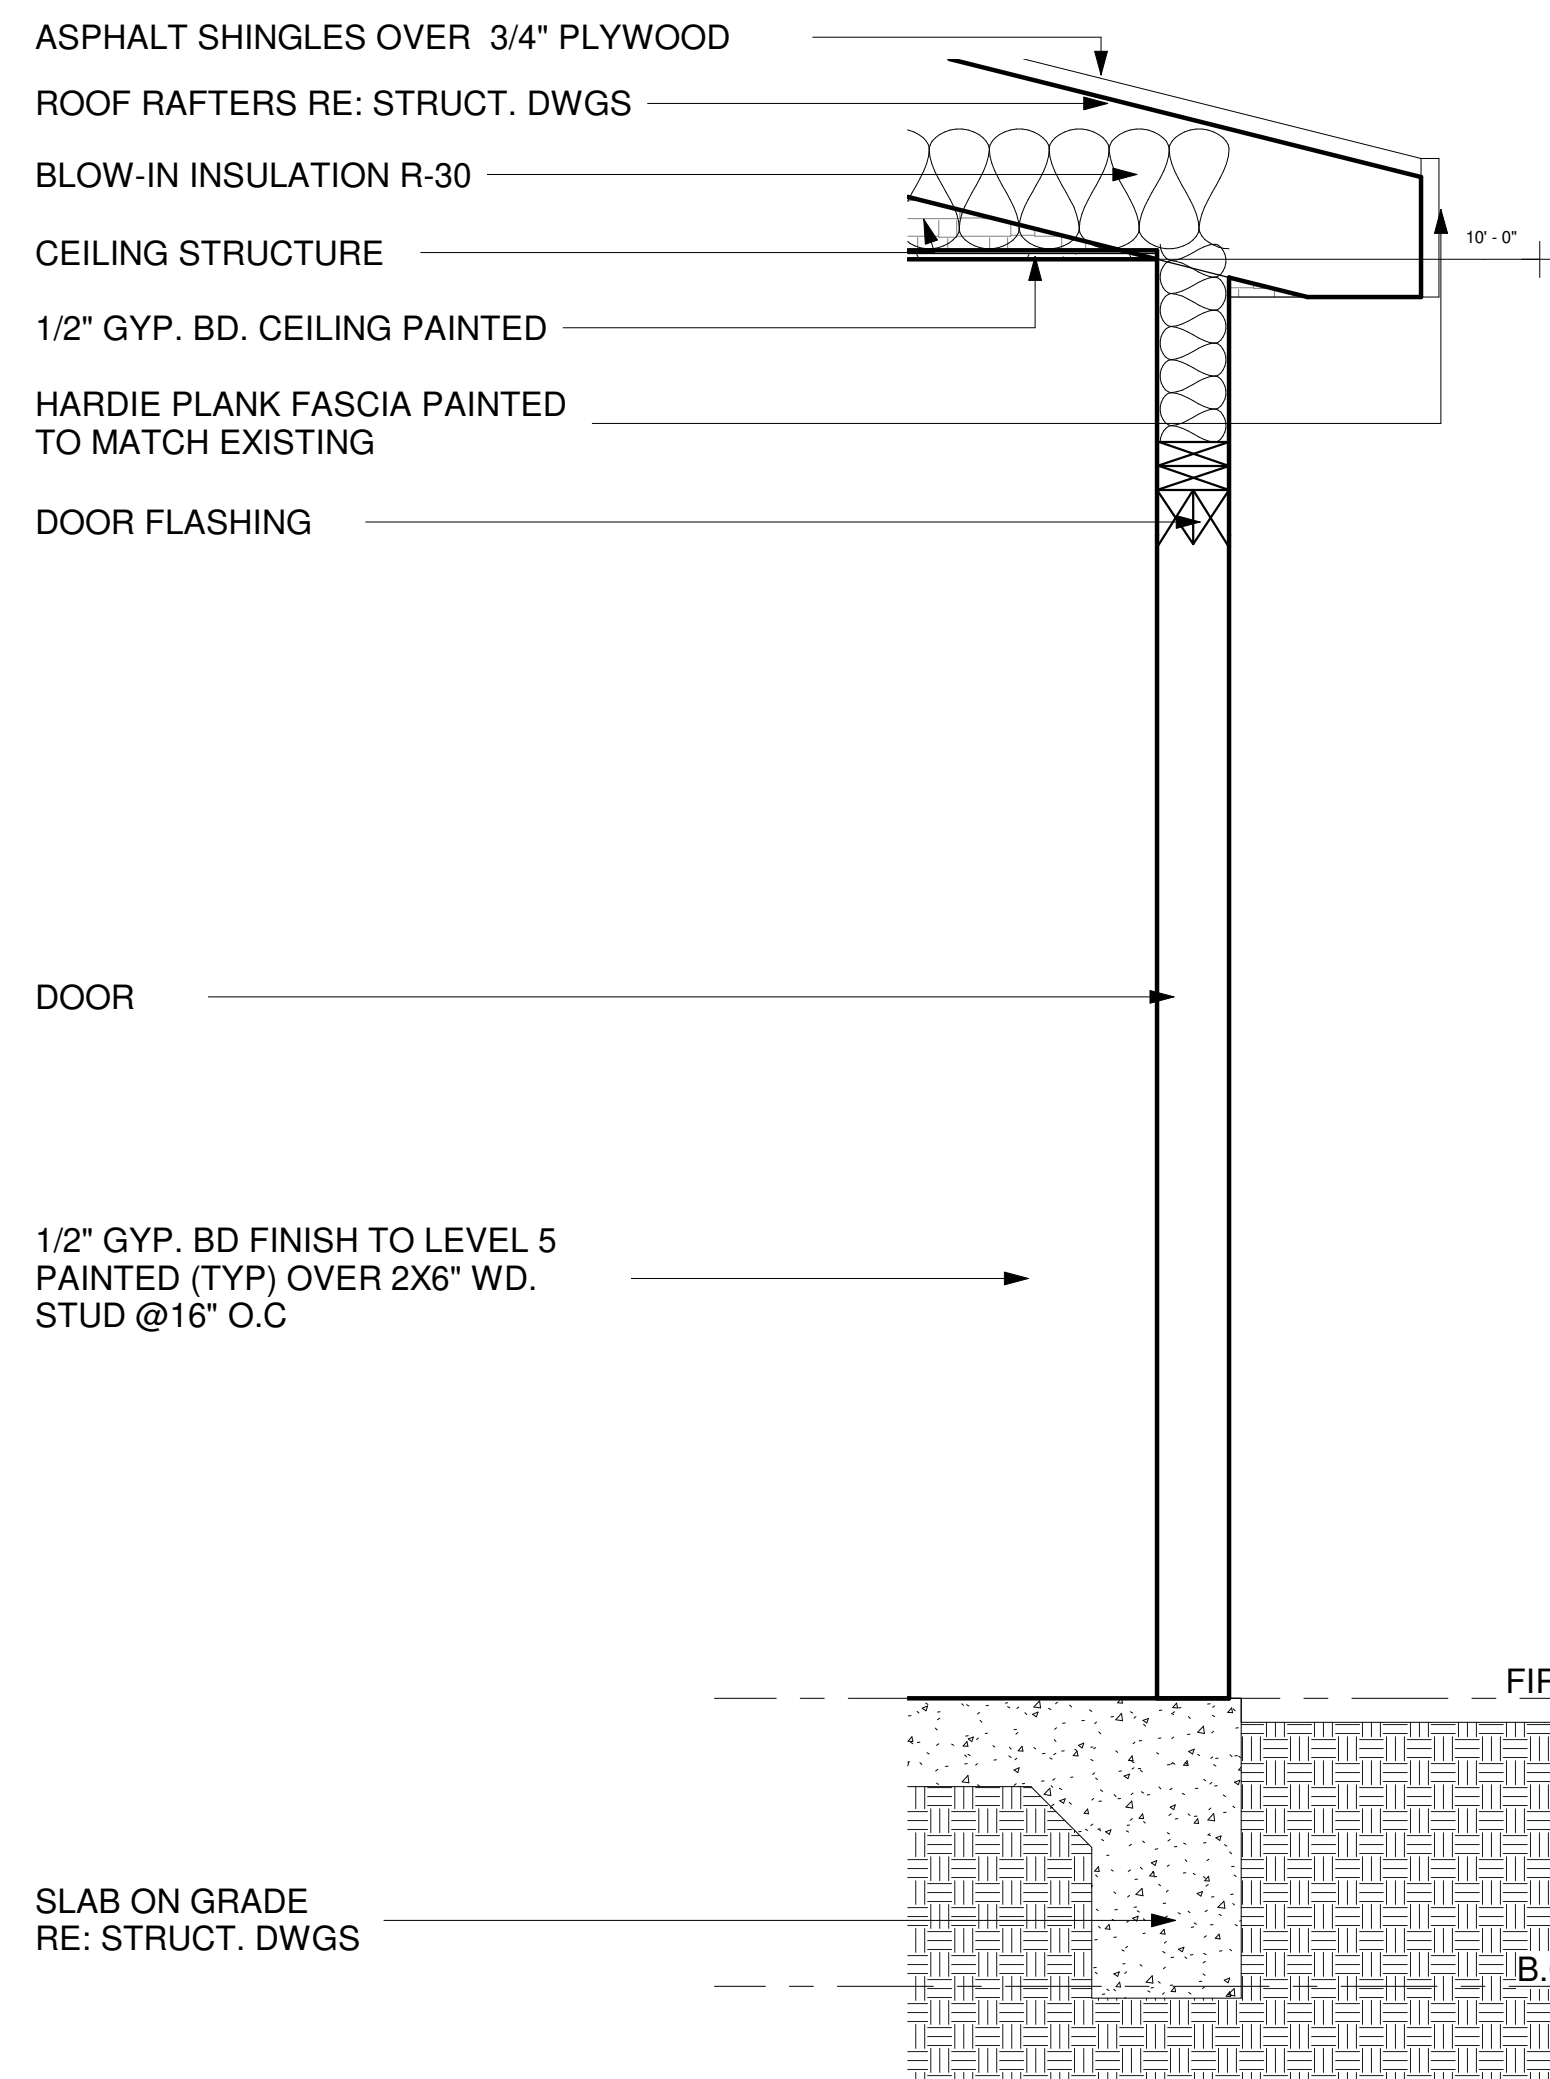 ASPHALT SHINGLES OVER 3/4" PLYWOOD
ROOF RAFTERS RE: STRUCT. DWGS
BLOW-IN INSULATION R-30
10' - 0"
CEILING STRUCTURE
1/2" GYP. BD. CEILING PAINTED
HARDIE PLANK FASCIA PAINTED
TO MATCH EXISTING
DOOR FLASHING
DOOR
1/2" GYP. BD FINISH TO LEVEL 5
PAINTED (TYP) OVER 2X6" WD.
STUD @16" O.C
SLAB ON GRADE
RE: STRUCT. DWGS